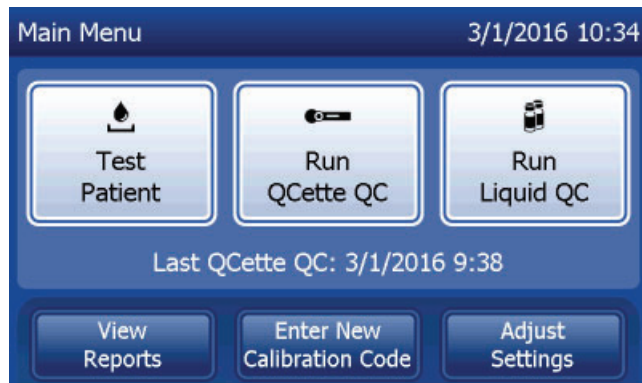 Main Menu 3/1/2016 10:34
Test
Patient
Run
QCette QC
Run
Liquid QC
Last QCette QC: 3/1/2016 9:38
View
Reports
Enter New
Calibration Code
Adjust
Settings